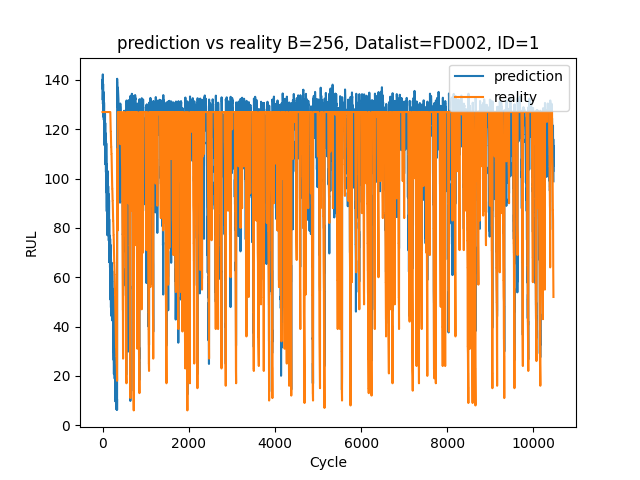 prediction vs reality B=256, Datalist=FD002, ID=1
prediction
reality
RUL
140
120
100
80
60
40
20
0
0 2000 4000 6000 8000 10000
Cycle